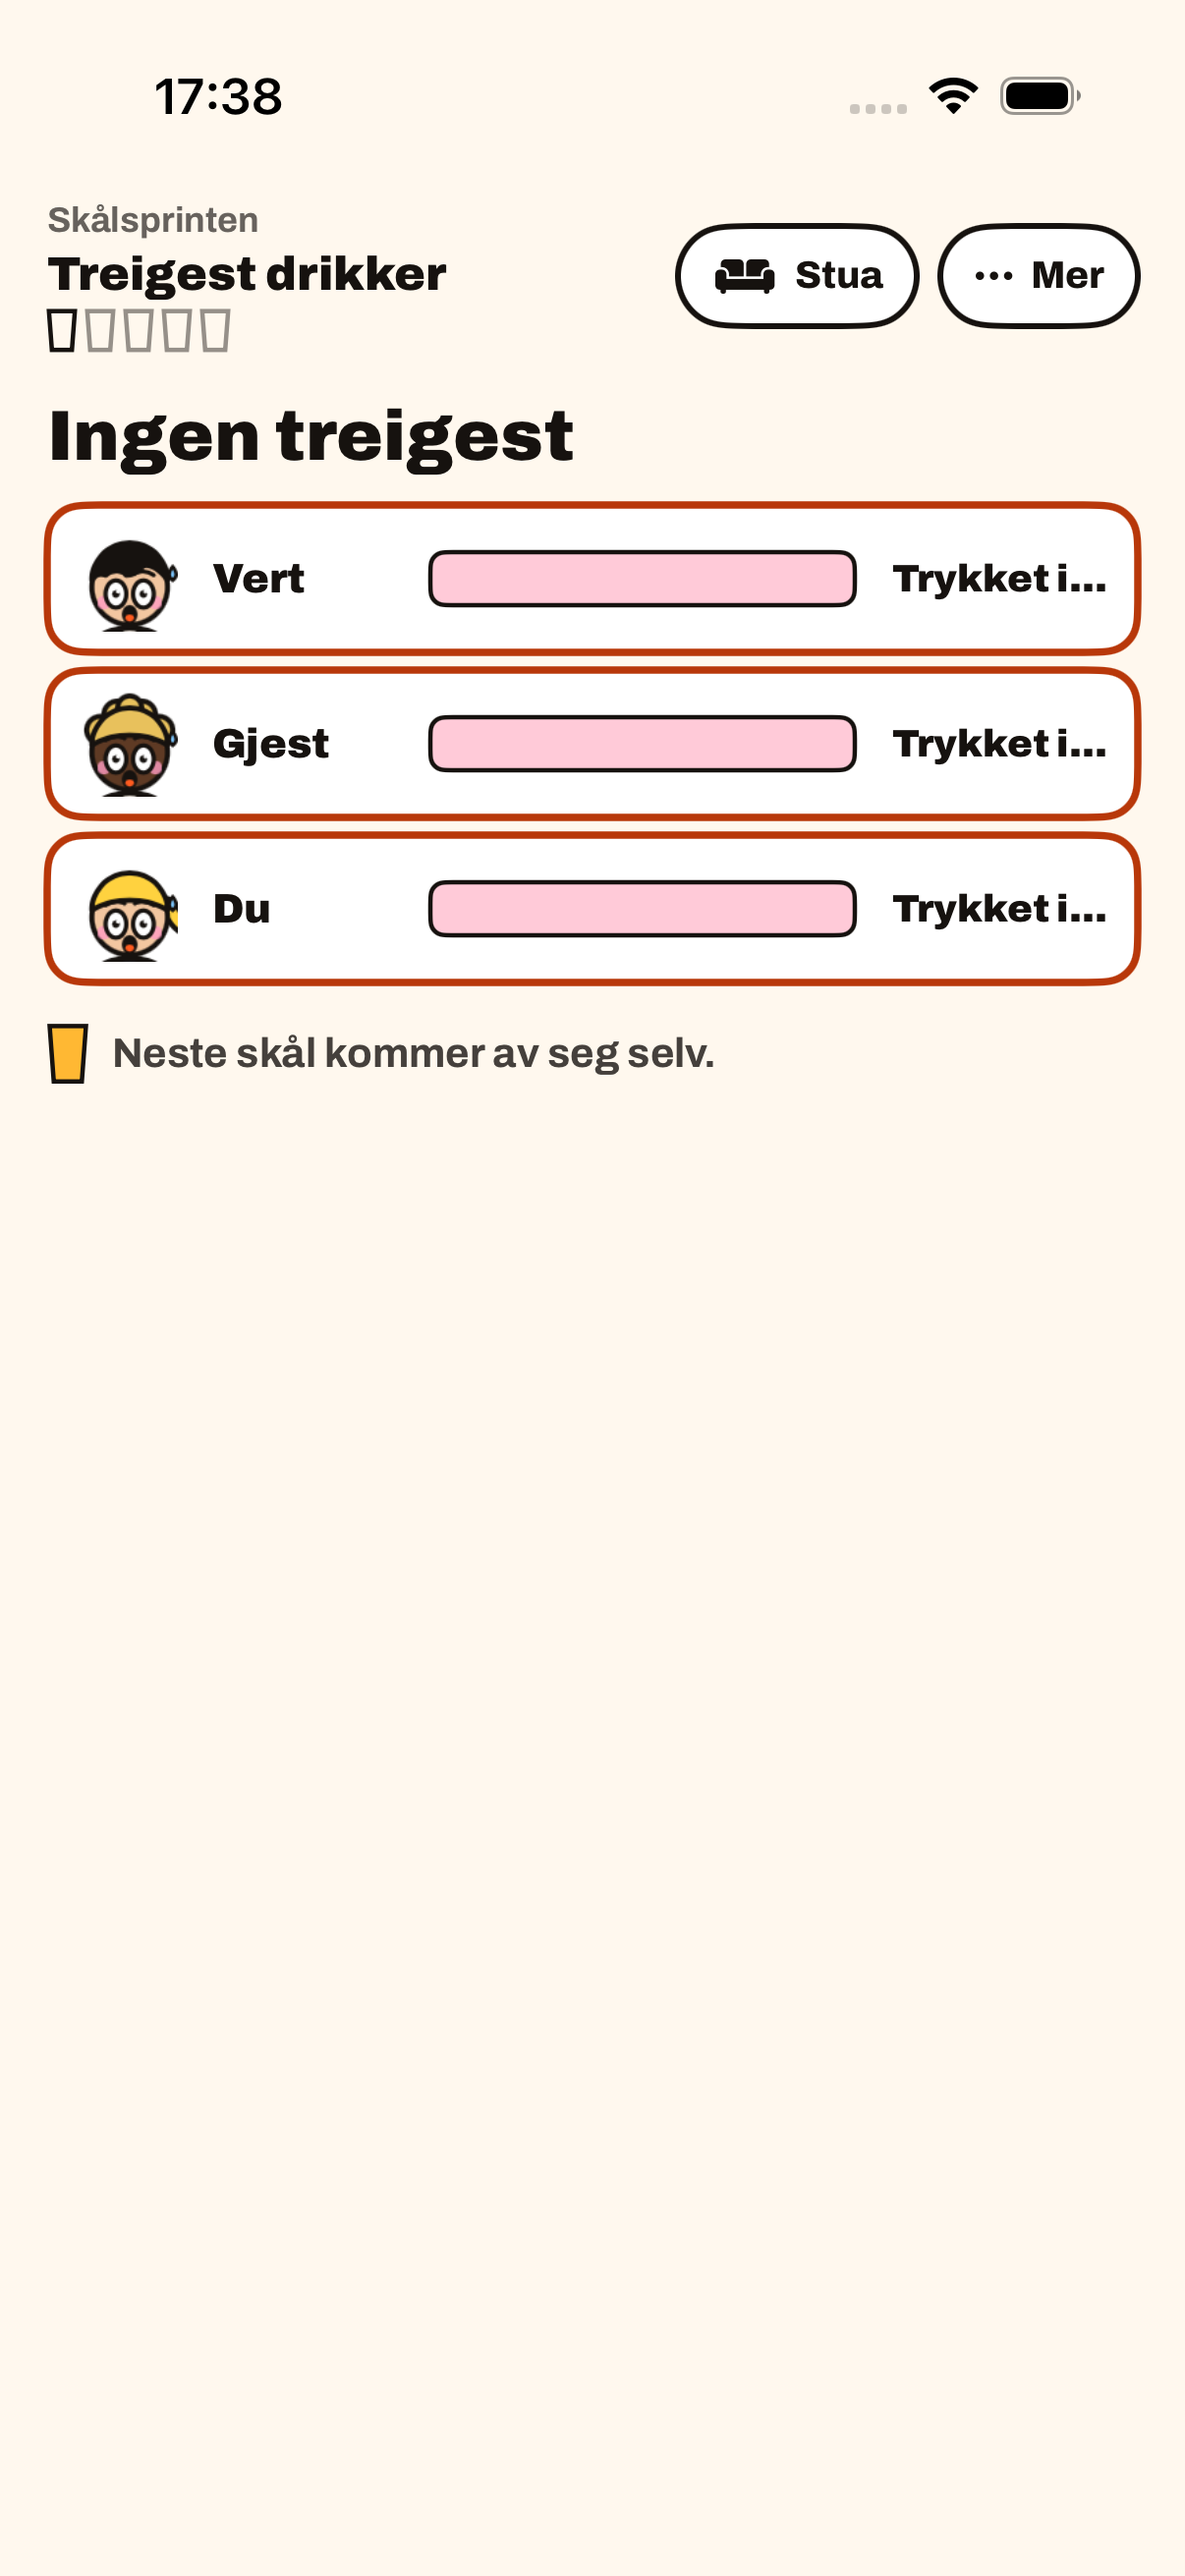 17:38
Skålsprinten
Treigest drikker
Stua
Mer
Ingen treigest
Vert
Trykket i...
Gjest
Trykket i...
Du
Trykket i...
Neste skål kommer av seg selv.